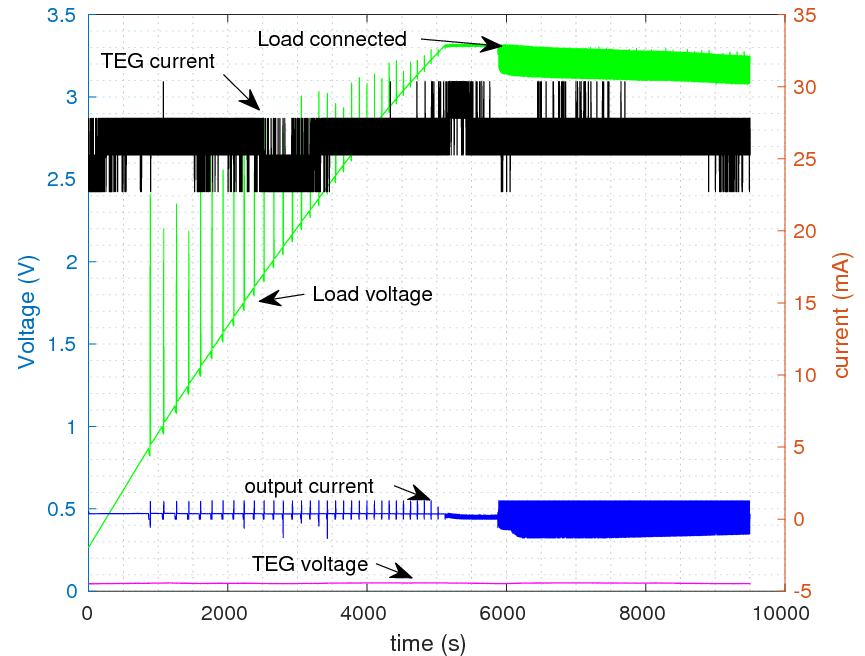 3.5
35
Load connected
TEG current
3
30
2.5
25
2
20
Voltage (V)
current (mA)
Load voltage
1.5
15
10
1
5
output current
0.5
0
TEG voltage
0
-5
0
2000
4000
6000
8000
10000
time (s)